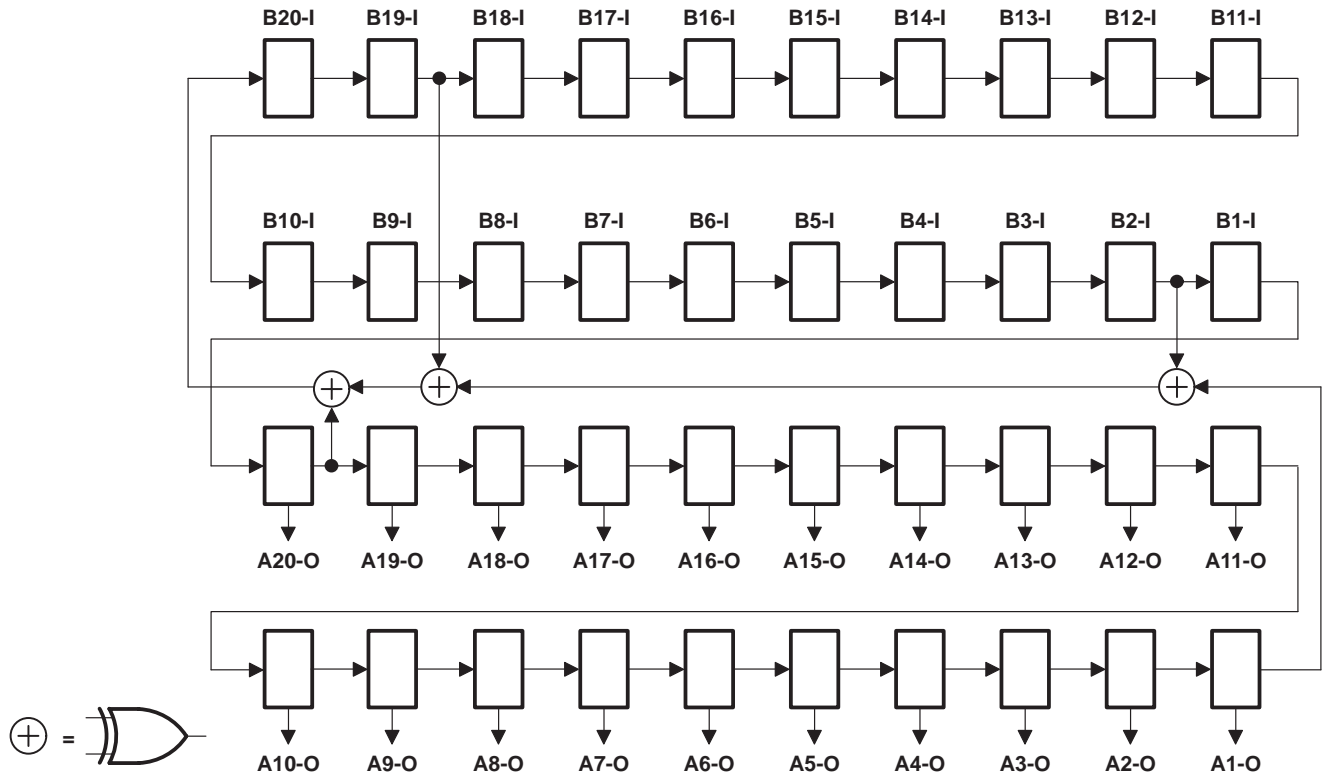 B20-I B19-I B18-I B17-I B16-I B15-I B14-I B13-I B12-I B11-I
B10-I B9-I B8-I B7-I B6-I B5-I B4-I B3-I B2-I B1-I
A20-O A19-O A18-O A17-O A16-O A15-O A14-O A13-O A12-O A11-O
=
A10-O A9-O A8-O A7-O A6-O A5-O A4-O A3-O A2-O A1-O